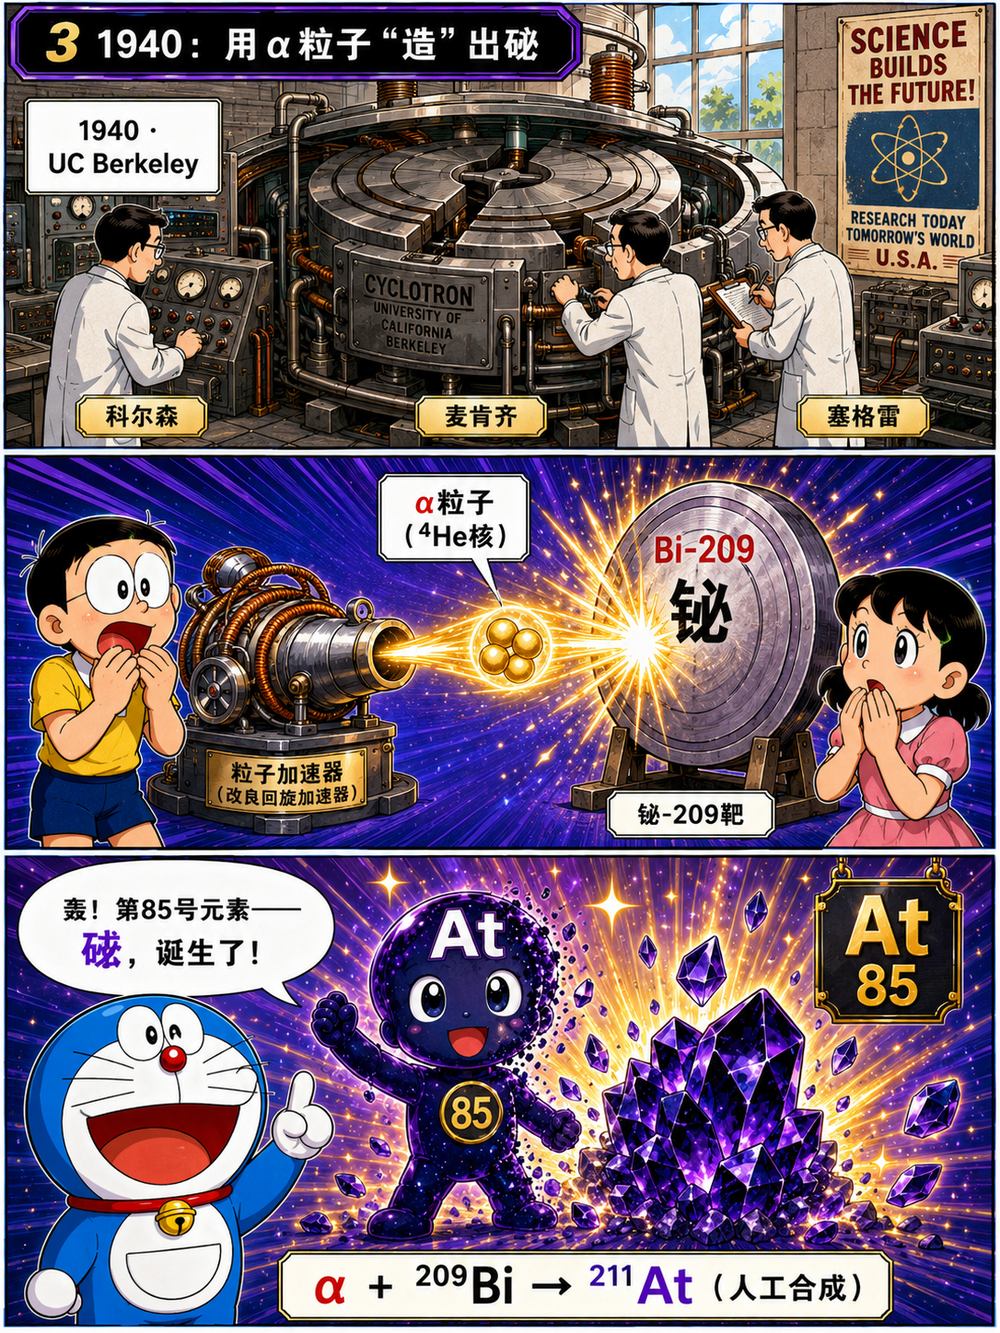 3 1940：用α粒子“造”出砹
1940 ·
UC Berkeley
SCIENCE
BUILDS
THE FUTURE!
RESEARCH TODAY
TOMORROW'S WORLD
U.S.A.
CYCLOTRON
UNIVERSITY OF
CALIFORNIA
BERKELEY
科尔森
麦肯齐
塞格雷
α粒子
(⁴He核)
Bi-209
铋
粒子加速器
(改良回旋加速器)
铋-209靶
轰！第85号元素——
砹，诞生了！
At
85
At
85
α + ²⁰⁹Bi → ²¹¹At (人工合成)